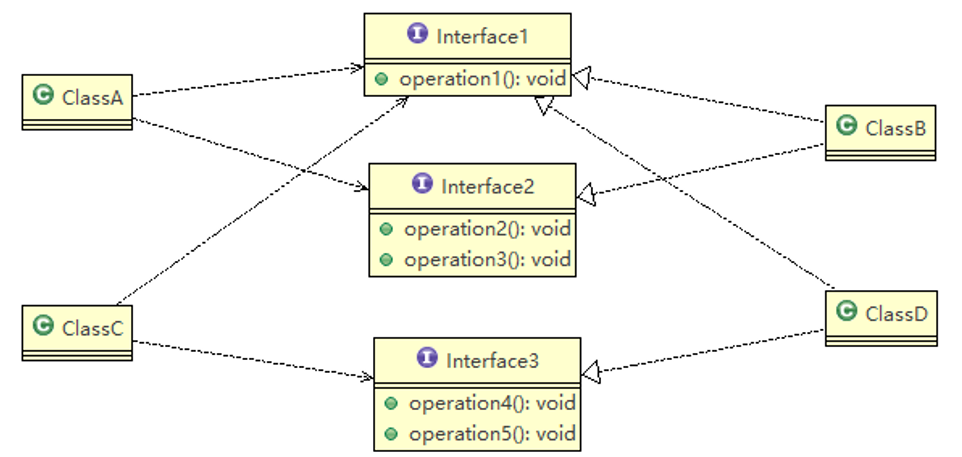 I Interface1
operation1(): void
C ClassA
C ClassB
I Interface2
operation2(): void
operation3(): void
C ClassC
C ClassD
I Interface3
operation4(): void
operation5(): void